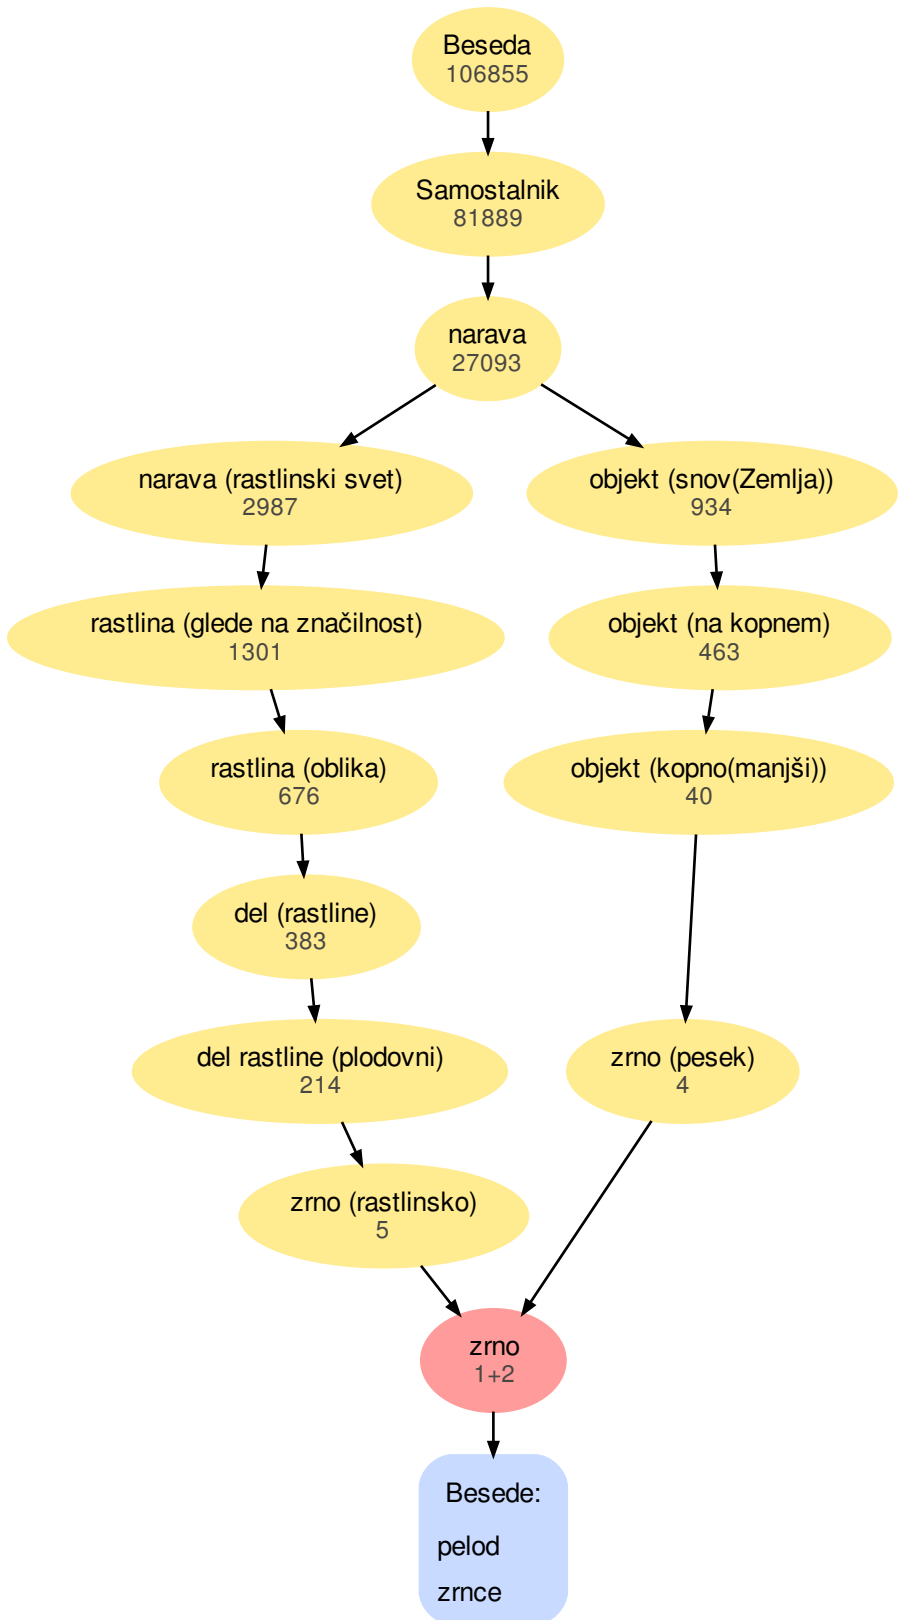 Beseda
106855
Samostalnik
81889
narava
27093
narava (rastlinski svet)
2987
objekt (snov(Zemlja))
934
rastlina (glede na značilnost)
1301
objekt (na kopnem)
463
rastlina (oblika)
676
objekt (kopno(manjši))
40
del (rastline)
383
del rastline (plodovni)
214
zrno (pesek)
4
zrno (rastlinsko)
5
zrno
1+2
Besede:
pelod
zrnce